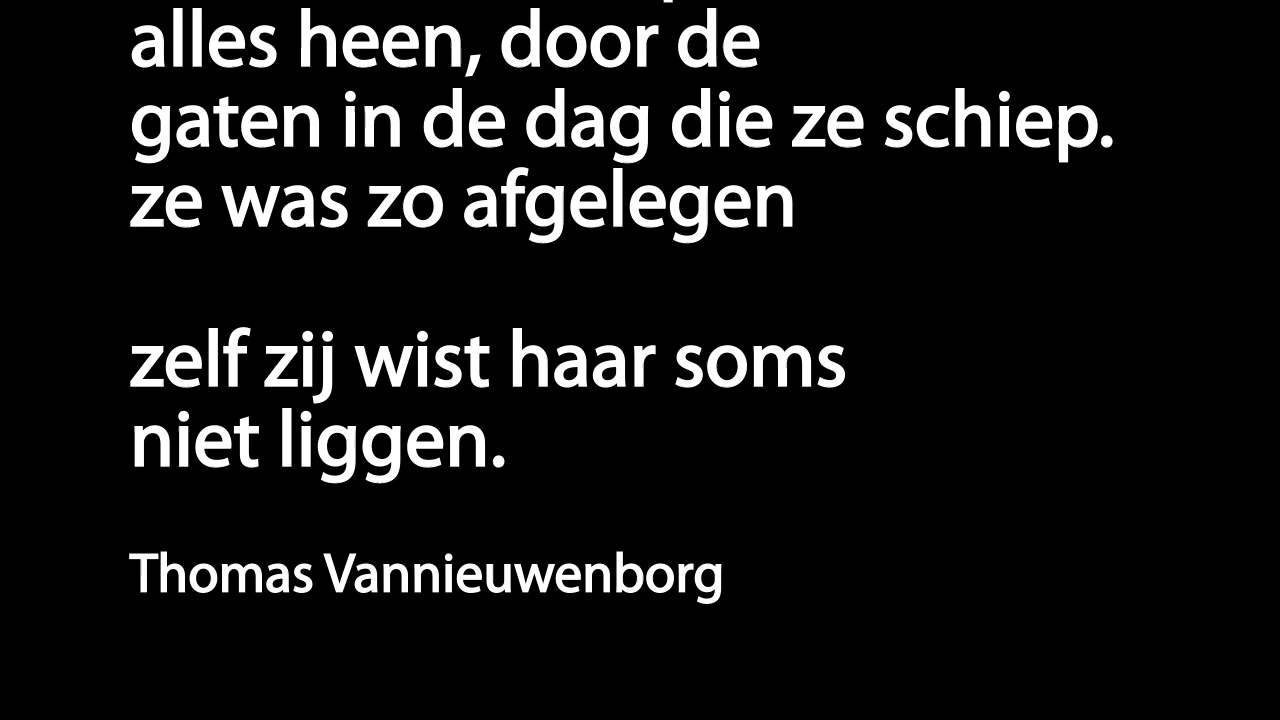 alles heen, door de
gaten in de dag die ze schiep.
ze was zo afgelegen
zelf zij wist haar soms
niet liggen.
Thomas Vannieuwenborg